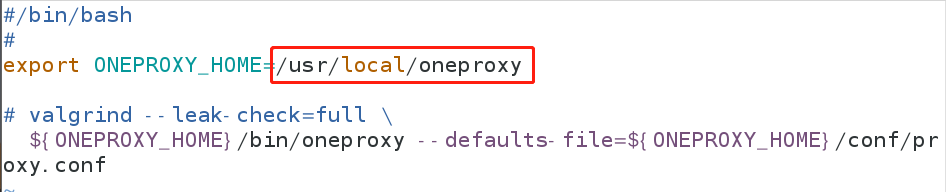 #/bin/bash
#
export ONEPROXY_HOME=/usr/local/oneproxy
# valgrind --leak-check=full \
${ONEPROXY_HOME}/bin/oneproxy --defaults-file=${ONEPROXY_HOME}/conf/pr
oxy.conf
~